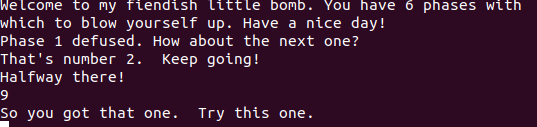 Welcome to my fiendish little bomb. You have 6 phases with
which to blow yourself up. Have a nice day!
Phase 1 defused. How about the next one?
That's number 2.  Keep going!
Halfway there!
9
So you got that one.  Try this one.